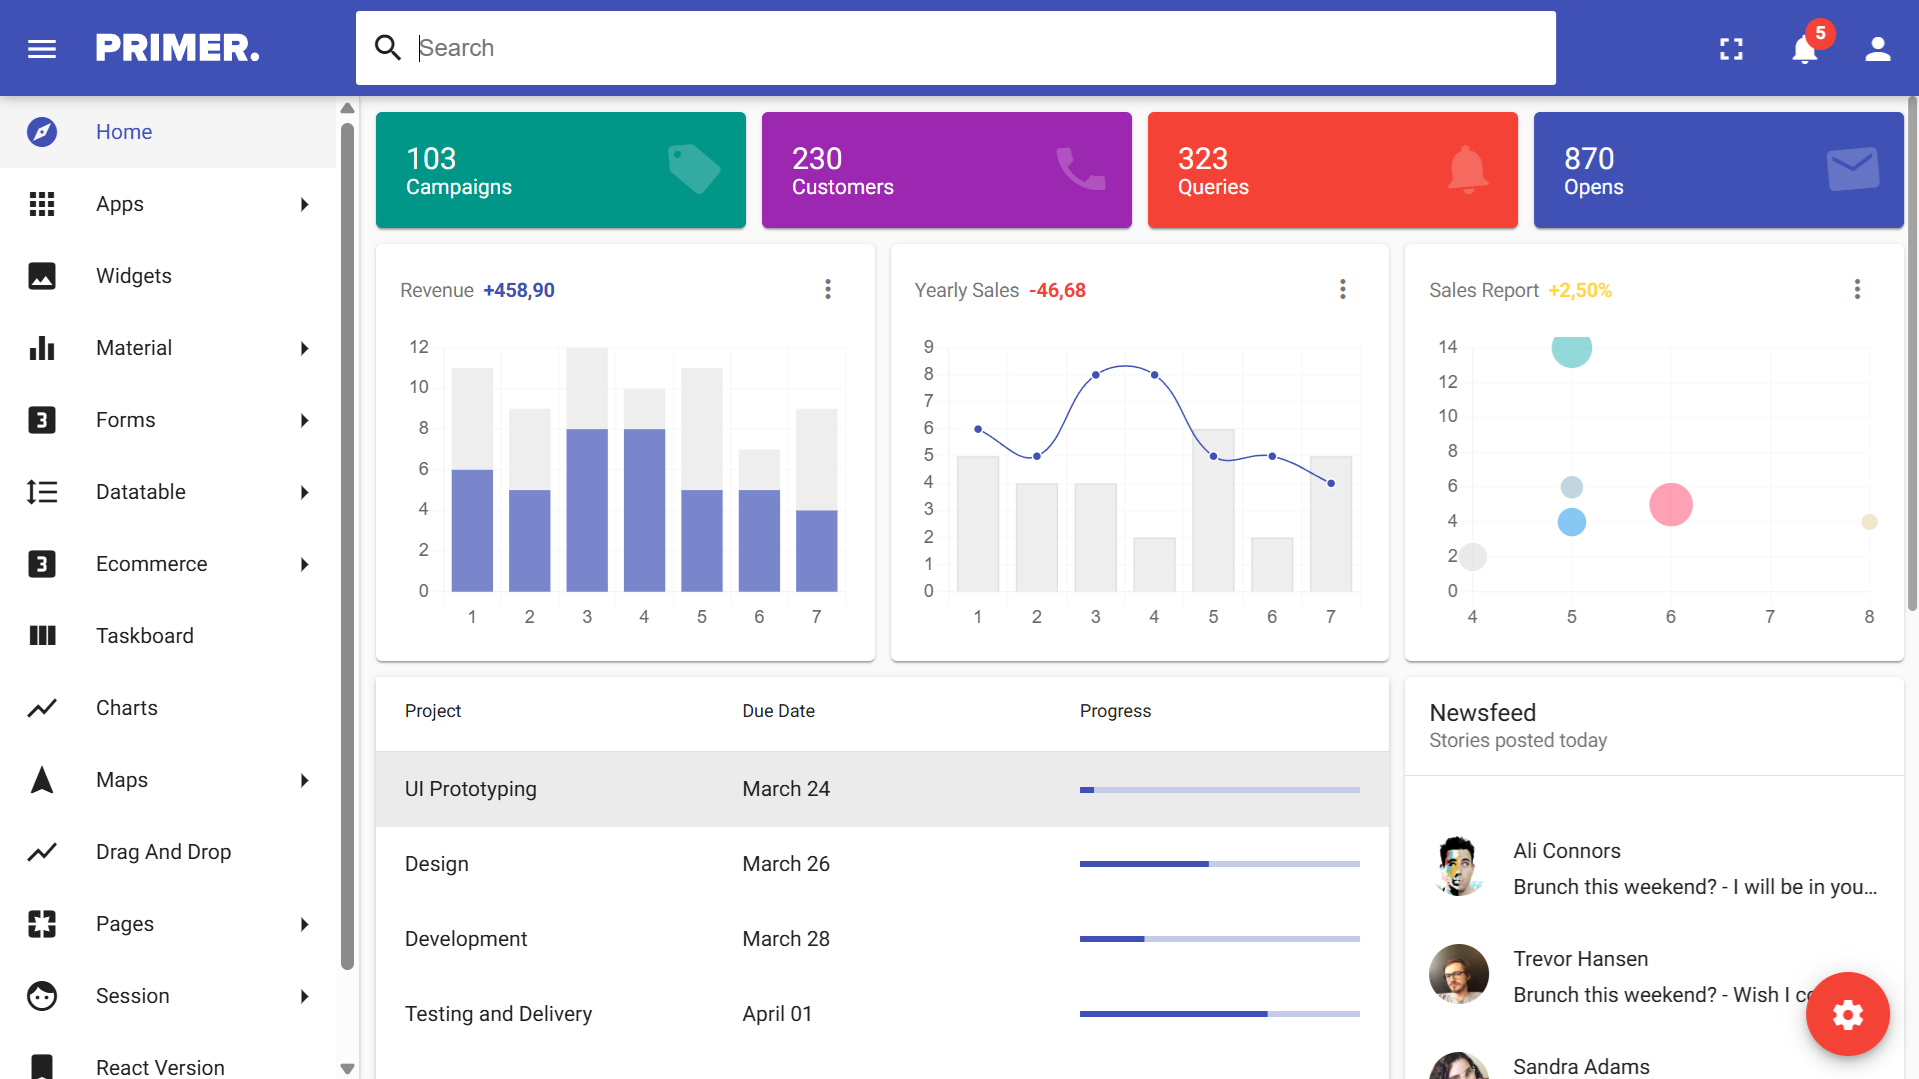 PRIMER.
Search
5
Home
Apps
Widgets
Material
3 Forms
Datatable
3 Ecommerce
Taskboard
Charts
Maps
Drag And Drop
Pages
Session
React Version
103
Campaigns
230
Customers
323
Queries
870
Opens
Revenue +458,90
12
10
8
6
4
2
0
1 2 3 4 5 6 7
Yearly Sales -46,68
9
8
7
6
5
4
3
2
1
0
1 2 3 4 5 6 7
Sales Report +2,50%
14
12
10
8
6
4
2
0
4 5 6 7 8
Project Due Date Progress
UI Prototyping March 24
Design March 26
Development March 28
Testing and Delivery April 01
Newsfeed
Stories posted today
Ali Connors
Brunch this weekend? - I will be in you...
Trevor Hansen
Brunch this weekend? - Wish I
Sandra Adams